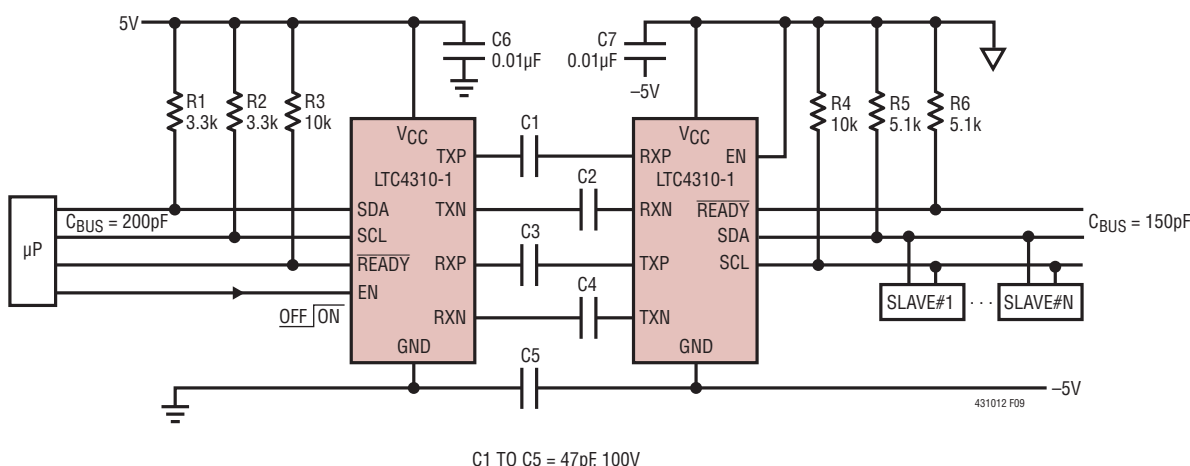 5V
C6
0.01µF
C7
0.01µF
–5V
R1
3.3k
R2
3.3k
R3
10k
R4
10k
R5
5.1k
R6
5.1k
VCC
TXP
LTC4310-1
SDA
TXN
SCL
READY
RXP
EN
RXN
GND
C1
C2
C3
C4
C5
VCC
RXP
EN
LTC4310-1
RXN
READY
SDA
TXP
SCL
TXN
GND
µP
CBUS = 200pF
OFF ON
CBUS = 150pF
SLAVE#1
· · ·
SLAVE#N
–5V
431012 F09
C1 TO C5 = 47pF, 100V